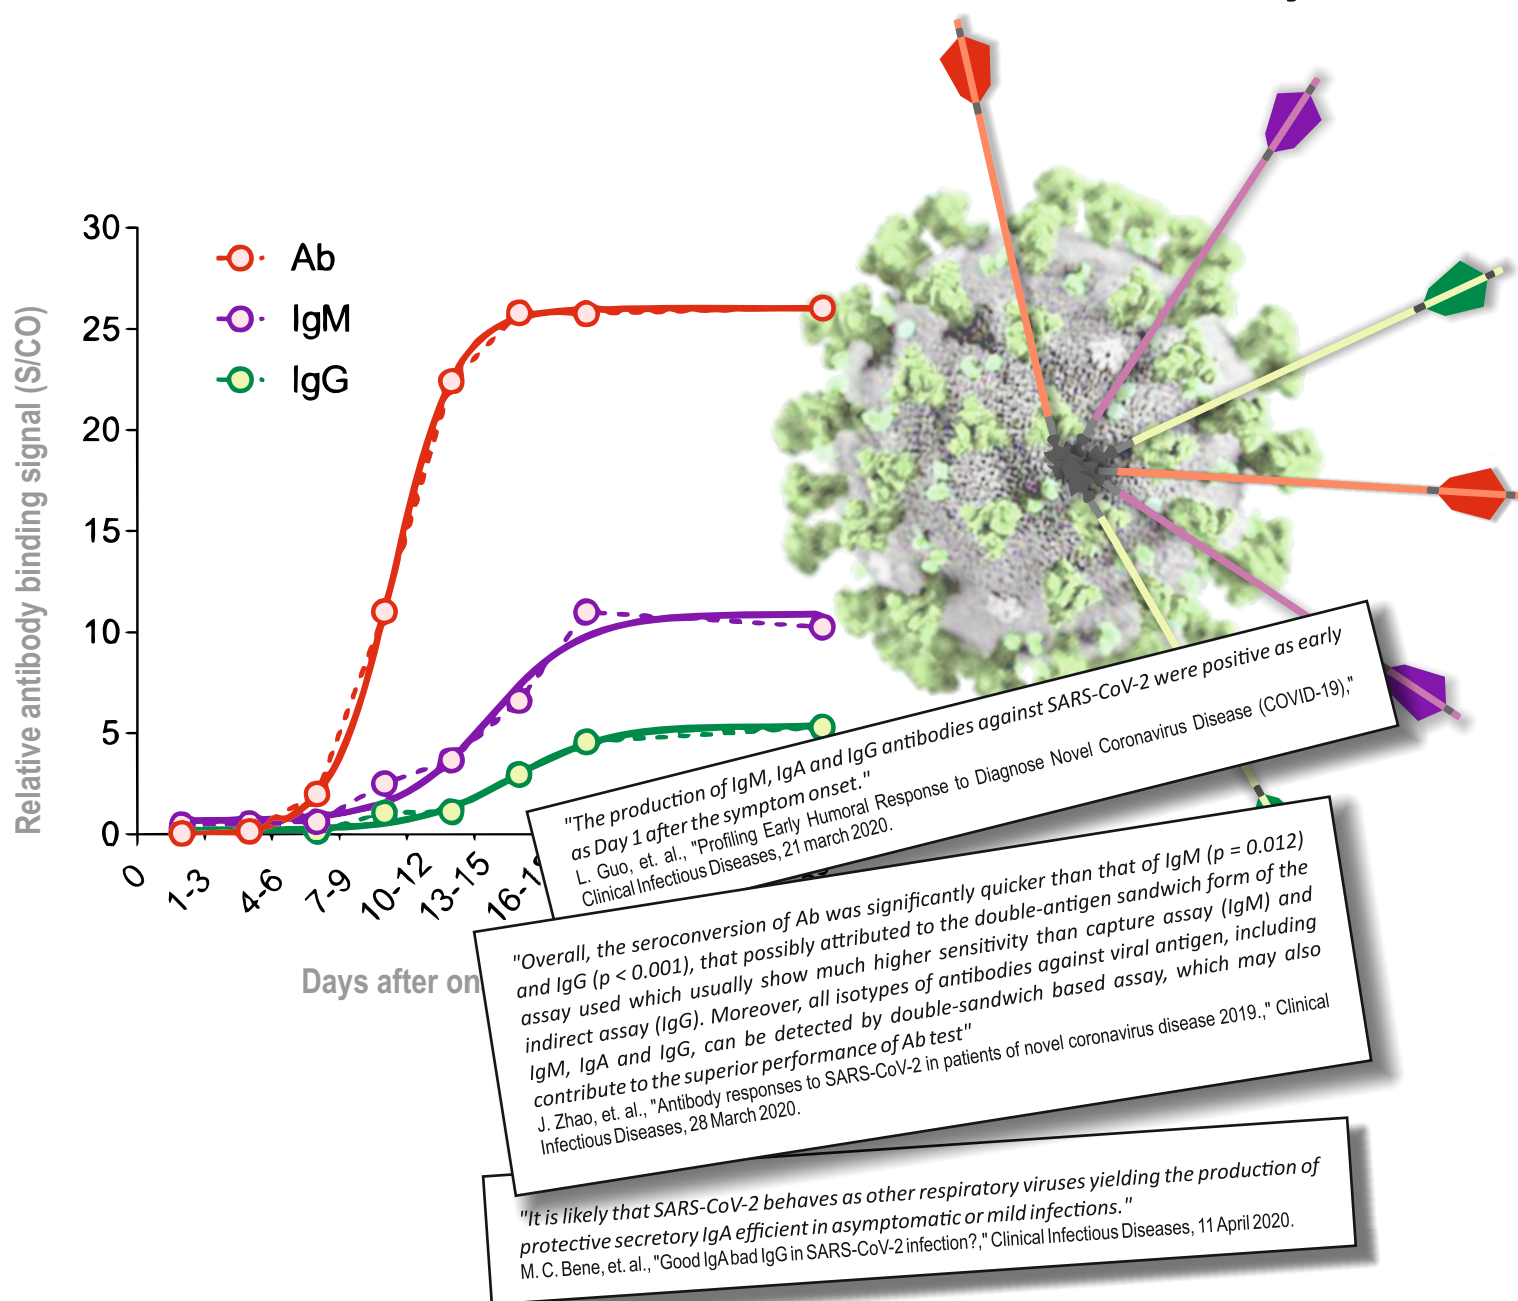 30
25
20
15
10
5
0
Ab
IgM
IgG
Relative antibody binding signal (S/CO)
0
1-3
4-6
7-9
10-12
13-15
Days after
"The production of IgM, IgA and IgG antibodies against SARS-CoV-2 were positive as early
as Day 1 after the symptom onset."
L. Guo, et. al., "Profiling Early Humoral Response to Diagnose Novel Coronavirus Disease (COVID-19),"
Clinical Infectious Diseases, 21 march 2020.
"Overall, the seroconversion of Ab was significantly quicker than that of IgM (p = 0.012)
and IgG (p < 0.001), that possibly attributed to the double-antigen sandwich form of the
assay used which usually show much higher sensitivity than capture assay (IgM) and
indirect assay (IgG). Moreover, all isotypes of antibodies against viral antigen, including
IgM, IgA and IgG, can be detected by double-sandwich based assay, which may also
contribute to the superior performance of Ab test"
J. Zhao, et. al., "Antibody responses to SARS-CoV-2 in patients of novel coronavirus disease 2019.," Clinical
Infectious Diseases, 28 March 2020.
"It is likely that SARS-CoV-2 behaves as other respiratory viruses yielding the production of
protective secretory IgA efficient in asymptomatic or mild infections."
M. C. Bene, et. al., "Good IgA bad IgG in SARS-CoV-2 infection?," Clinical Infectious Diseases, 11 April 2020.